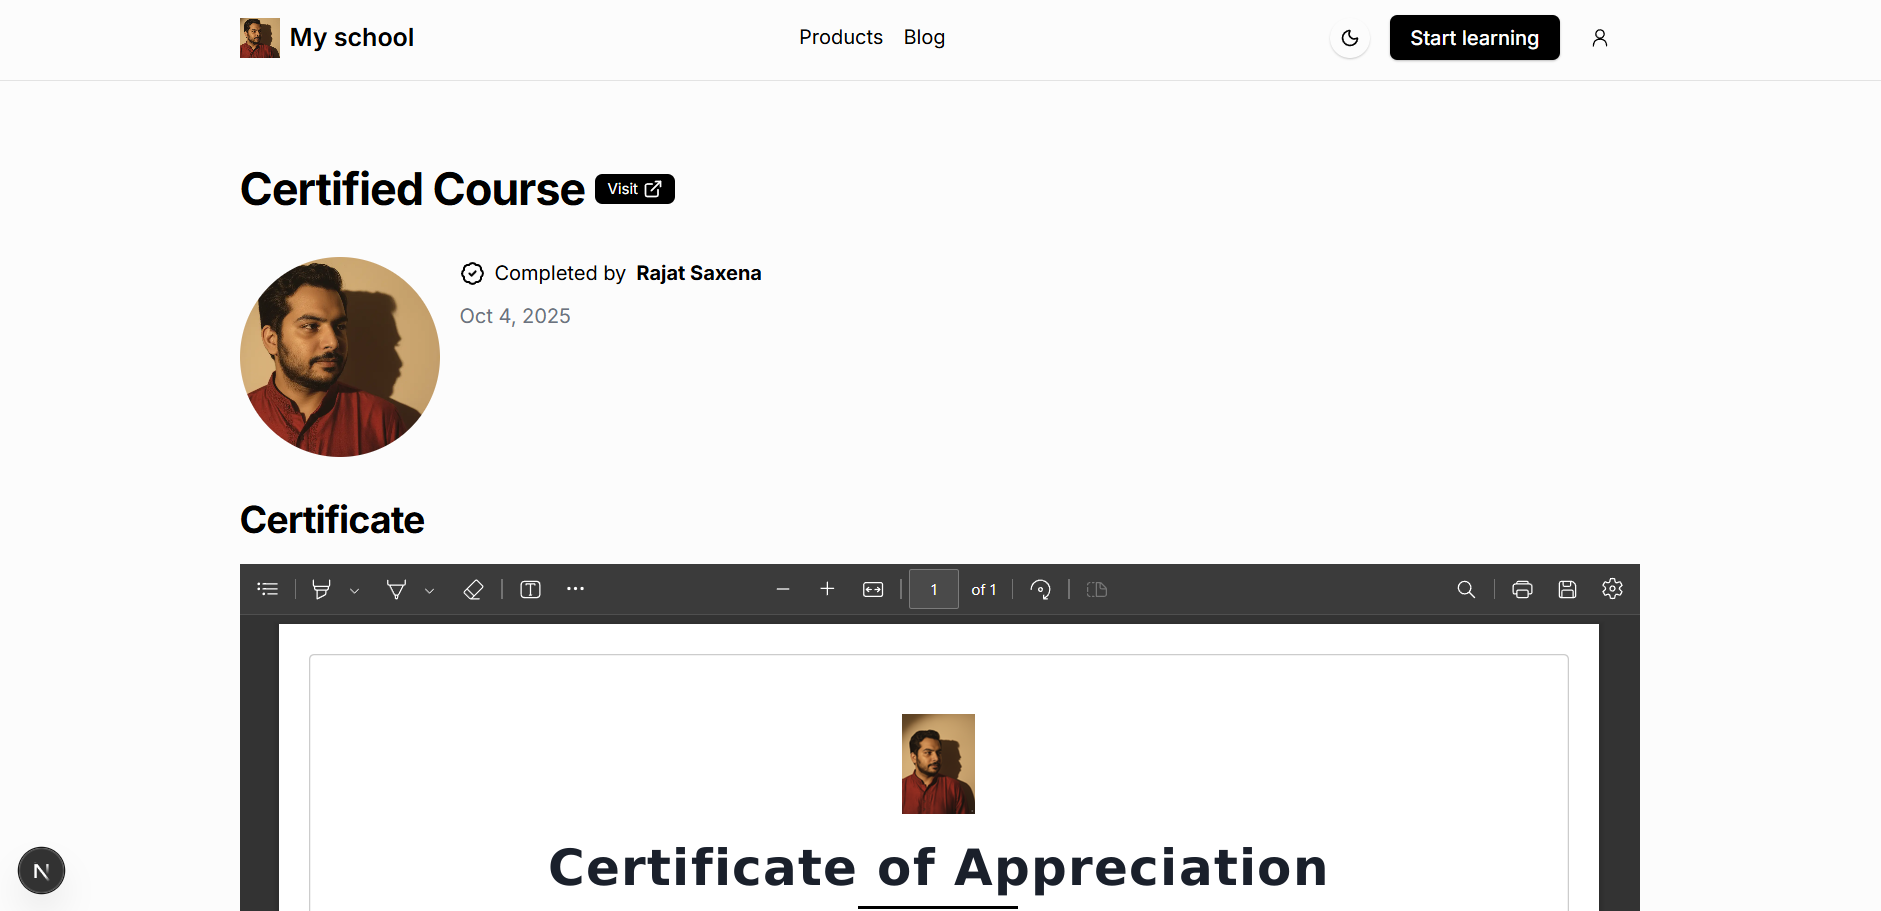 My school
Products Blog
Start learning
Certified Course
Visit
Completed by Rajat Saxena
Oct 4, 2025
Certificate
1 of 1
Certificate of Appreciation
N